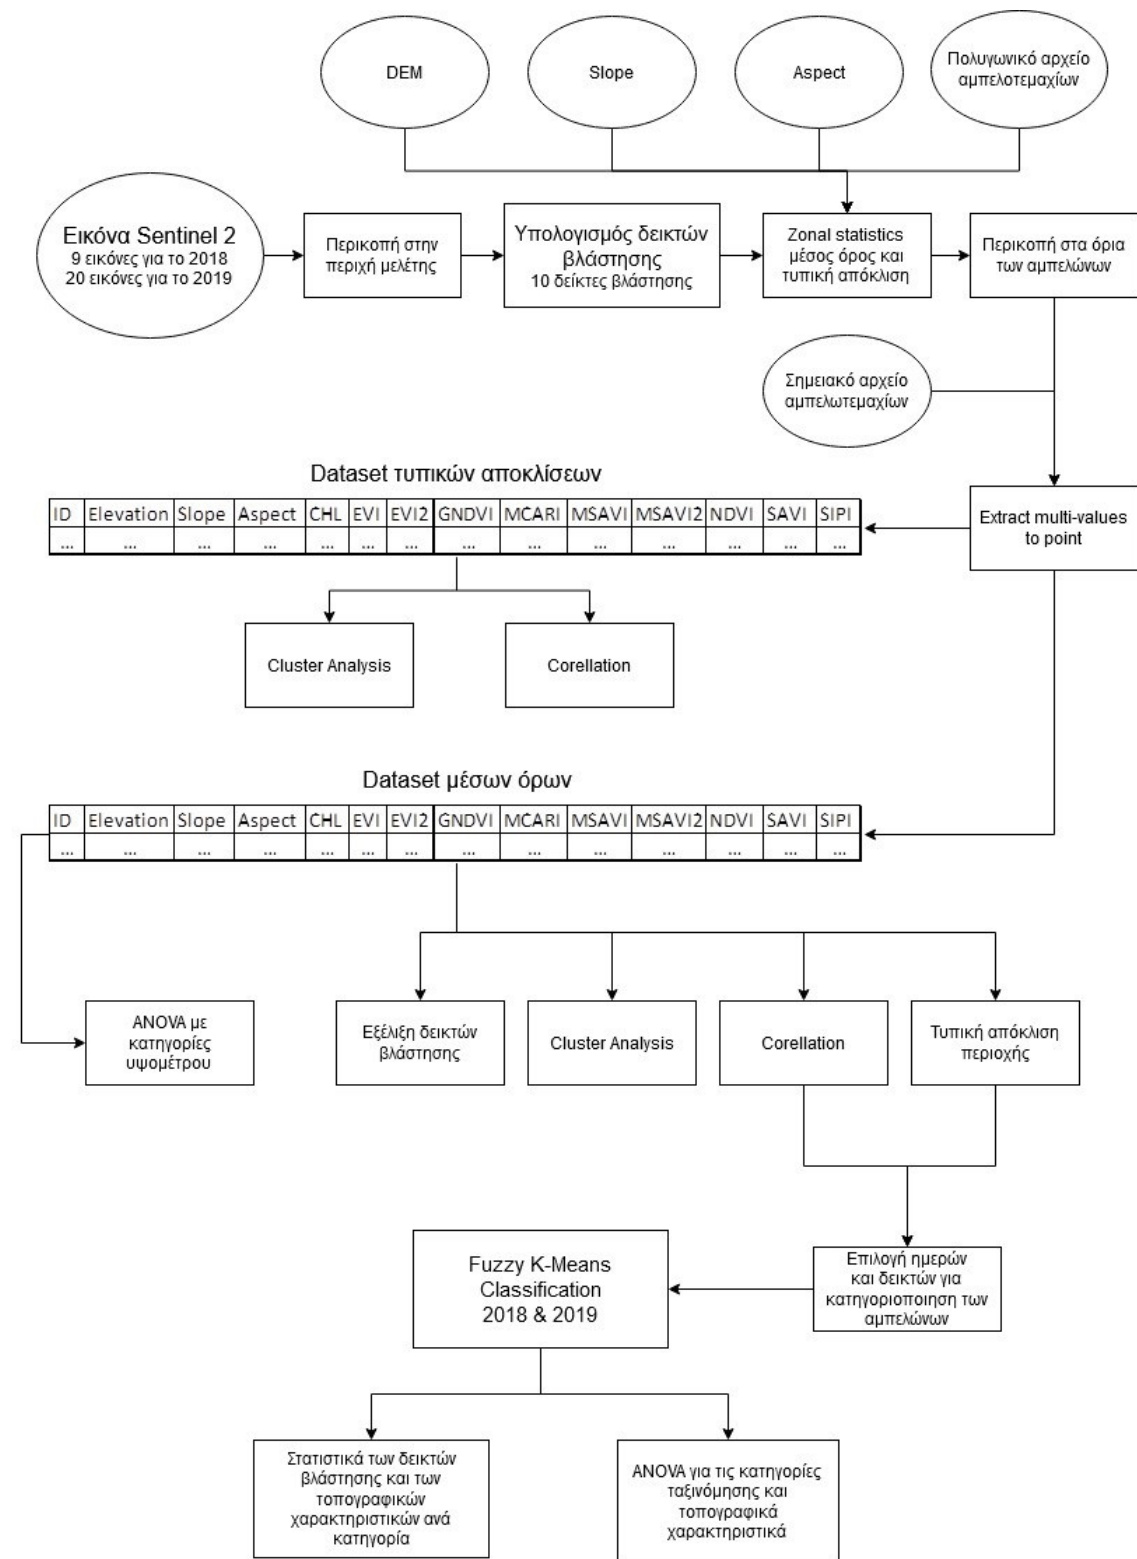 DEM
Slope
Aspect
Πολυγωνικό αρχείο
αμπελοτεμαχίων
Εικόνα Sentinel 2
9 εικόνες για το 2018
20 εικόνες για το 2019
Περικοπή στην
περιχή μελέτης
Υπολογισμός δεικτών
βλάστησης
10 δείκτες βλάστησης
Zonal statistics
μέσος όρος και
τυπική απόκλιση
Περικοπή στα όρια
των αμπελώνων
Σημειακό αρχείο
αμπελωτεμαχίων
Extract multi-values
to point
Dataset τυπικών αποκλίσεων
ID Elevation Slope Aspect CHL EVI EVI2 GNDVI MCARI MSAVI MSAVI2 NDVI SAVI SIPI
... ... ... ... ... ... ... ... ... ... ... ... ... ...
Cluster Analysis
Corellation
Dataset μέσων όρων
ID Elevation Slope Aspect CHL EVI EVI2 GNDVI MCARI MSAVI MSAVI2 NDVI SAVI SIPI
... ... ... ... ... ... ... ... ... ... ... ... ... ...
ANOVA με
κατηγορίες
υψομέτρου
Εξέλιξη δεικτών
βλάστησης
Cluster Analysis
Corellation
Τυπική απόκλιση
περιοχής
Επιλογή ημερών
και δεικτών για
κατηγοριοποιηση των
αμπελώνων
Fuzzy K-Means
Classification
2018 & 2019
Στατιστικά των δεικτών
βλάστησης και των
τοπογραφικών
χαρακτηριστικών ανά
κατηγορία
ANOVA για τις κατηγορίες
ταξινόμησης και
τοπογραφικά
χαρακτηριστικά